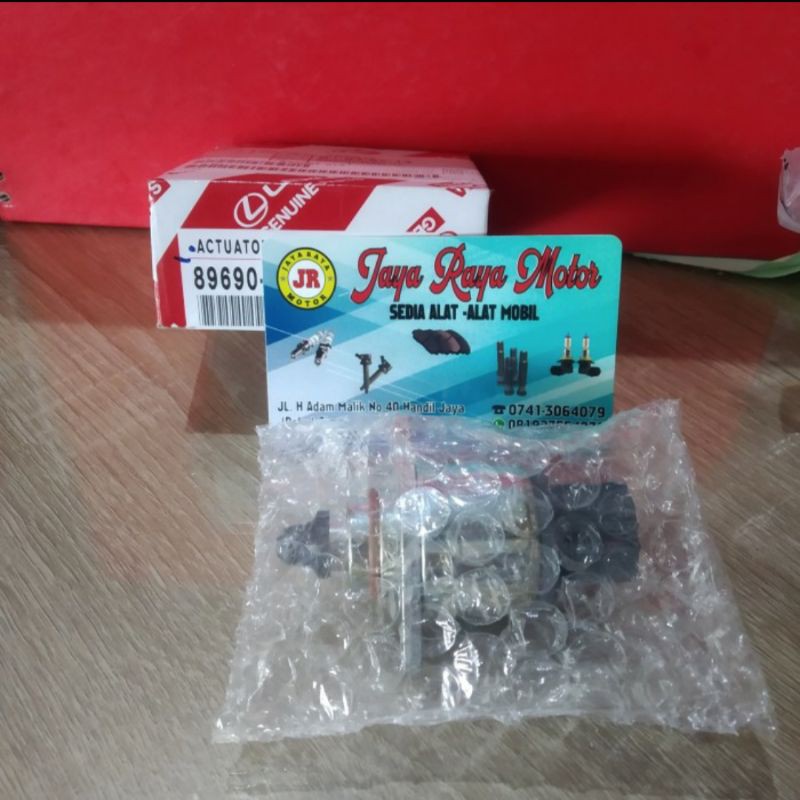 GENUINE
ACTUATO
89690-
JAYA RAYA
JR
MOTOR
Jaya Raya Motor
SEDIA ALAT -ALAT MOBIL
JL. H Adam Malik No 40 Handil Jaya
0741-3064079